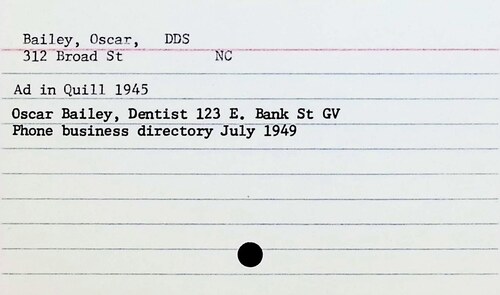 Bailey, Oscar, DDS
312 Broad St NC
Ad in Quill 1945
Oscar Bailey, Dentist 123 E. Bank St GV
Phone business directory July 1949